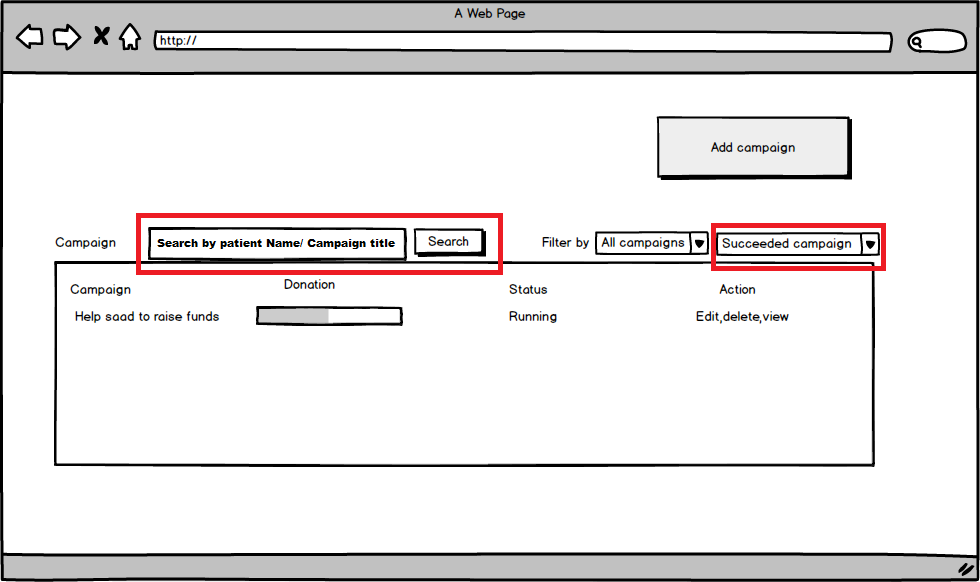 A Web Page
http://
Add campaign
Campaign
Search by patient Name/ Campaign title
Search
Filter by
All campaigns
Succeeded campaign
Campaign
Donation
Status
Action
Help saad to raise funds
Running
Edit,delete,view